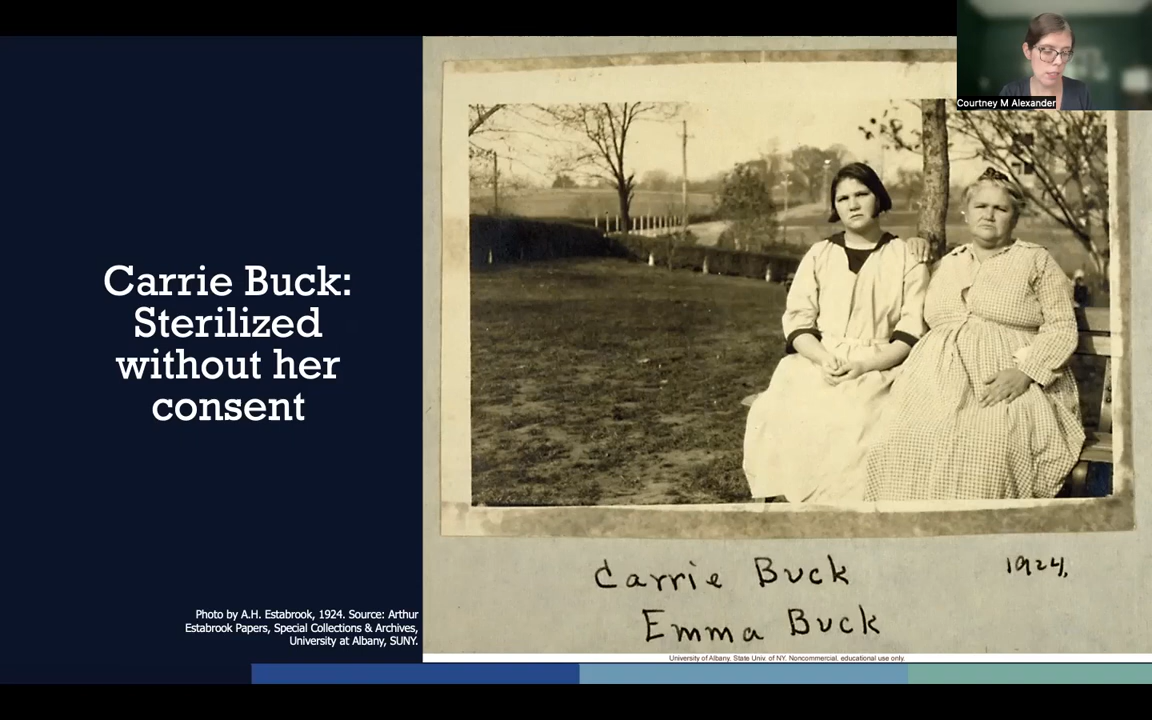 Courtney M Alexander
Carrie Buck:
Sterilized
without her
consent
Photo by A.H. Estabrook, 1924. Source: Arthur
Estabrook Papers, Special Collections & Archives,
University at Albany, SUNY.
Carrie Buck
1924,
Emma Buck
University of Albany, State Univ. of NY. Noncommercial, educational use only.